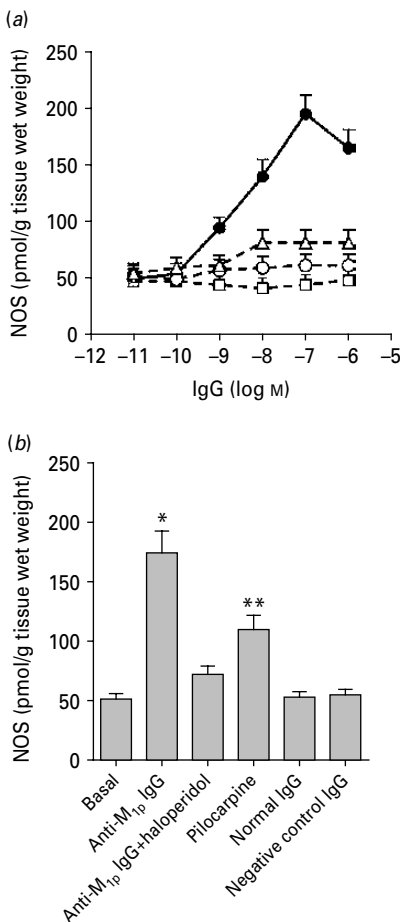 (a)
250
200
150
100
50
0
NOS (pmol/g tissue wet weight)
–12 –11 –10 –9 –8 –7 –6 –5
IgG (log M)
(b)
250
200
150
100
50
0
NOS (pmol/g tissue wet weight)
*
**
Basal
Anti-M1p IgG
Anti-M1p IgG+haloperidol
Pilocarpine
Normal IgG
Negative control IgG